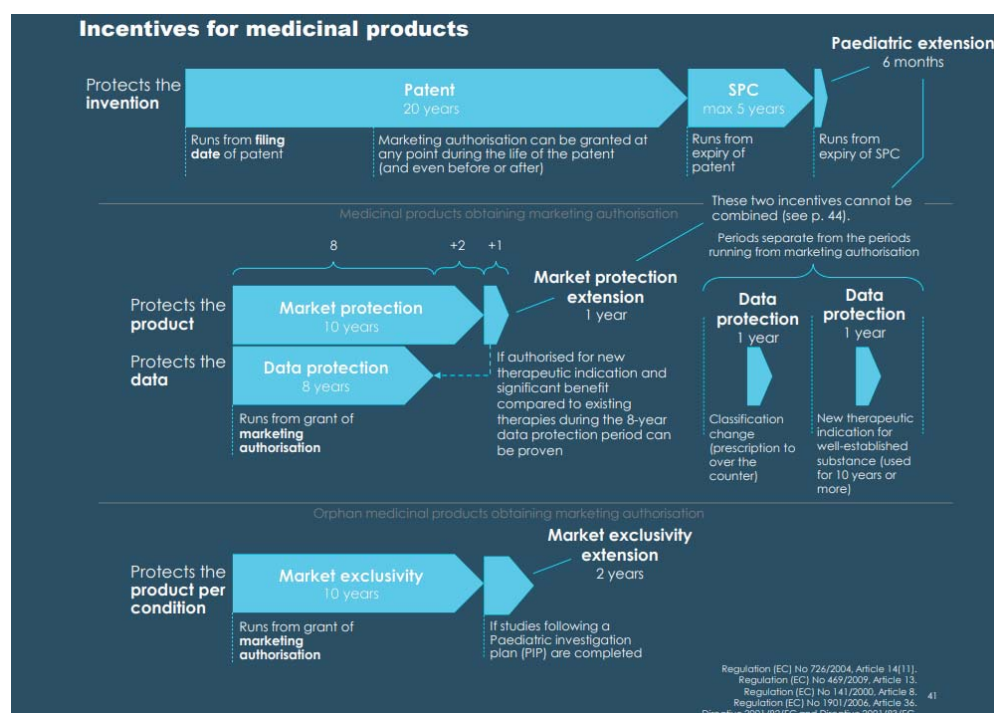 Incentives for medicinal products
Paediatric extension
6 months
Protects the
invention
Patent
20 years
SPC
max 5 years
Runs from filing
date of patent
Marketing authorisation can be granted at
any point during the life of the patent
(and even before or after)
Runs from
expiry of
patent
Runs from
expiry of SPC
These two incentives cannot be
combined (see p. 44).
Medicinal products obtaining marketing authorisation
Periods separate from the periods
running from marketing authorisation
8
+2
+1
Protects the
product
Market protection
10 years
Market protection
extension
1 year
Data
protection
1 year
Data
protection
1 year
Protects the
data
Data protection
8 years
Runs from grant of
marketing
authorisation
If authorised for new
therapeutic indication and
significant benefit
compared to existing
therapies during the 8-year
data protection period can
be proven
Classification
change
(prescription to
over the
counter)
New therapeutic
indication for
well-established
substance (used
for 10 years or
more)
Orphan medicinal products obtaining marketing authorisation
Protects the
product per
condition
Market exclusivity
10 years
Market exclusivity
extension
2 years
Runs from grant of
marketing
authorisation
If studies following a
Paediatric investigation
plan (PIP) are completed
Regulation (EC) No 726/2004, Article 14(11).
Regulation (EC) No 469/2009, Article 13.
Regulation (EC) No 141/2000, Article 8.
Regulation (EC) No 1901/2006, Article 36.
41